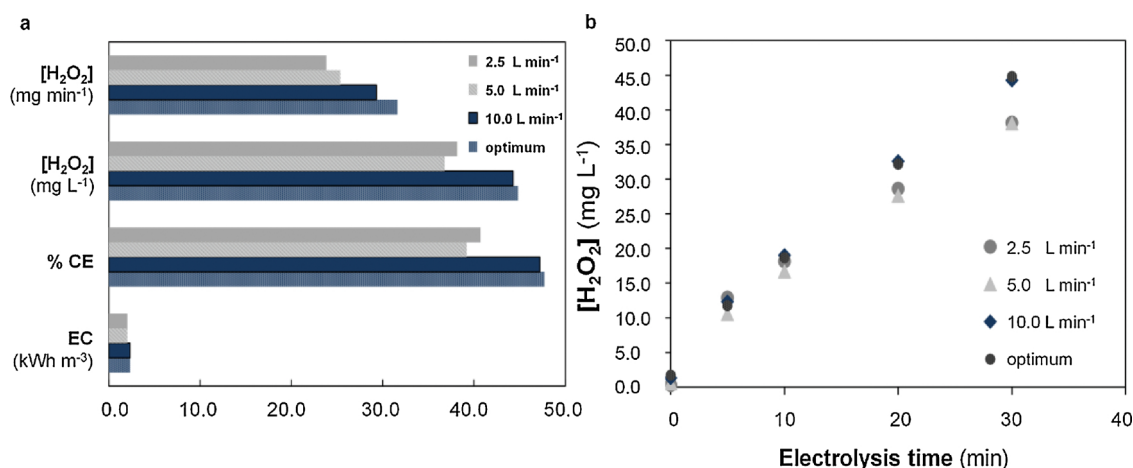 a
[H₂O₂]
(mg min⁻¹)
[H₂O₂]
(mg L⁻¹)
% CE
EC
(kWh m⁻³)
2.5 L min⁻¹
5.0 L min⁻¹
10.0 L min⁻¹
optimum
0.0 10.0 20.0 30.0 40.0 50.0
b
[H₂O₂] (mg L⁻¹)
50.0
45.0
40.0
35.0
30.0
25.0
20.0
15.0
10.0
5.0
0.0
2.5 L min⁻¹
5.0 L min⁻¹
10.0 L min⁻¹
optimum
0 10 20 30 40
Electrolysis time (min)